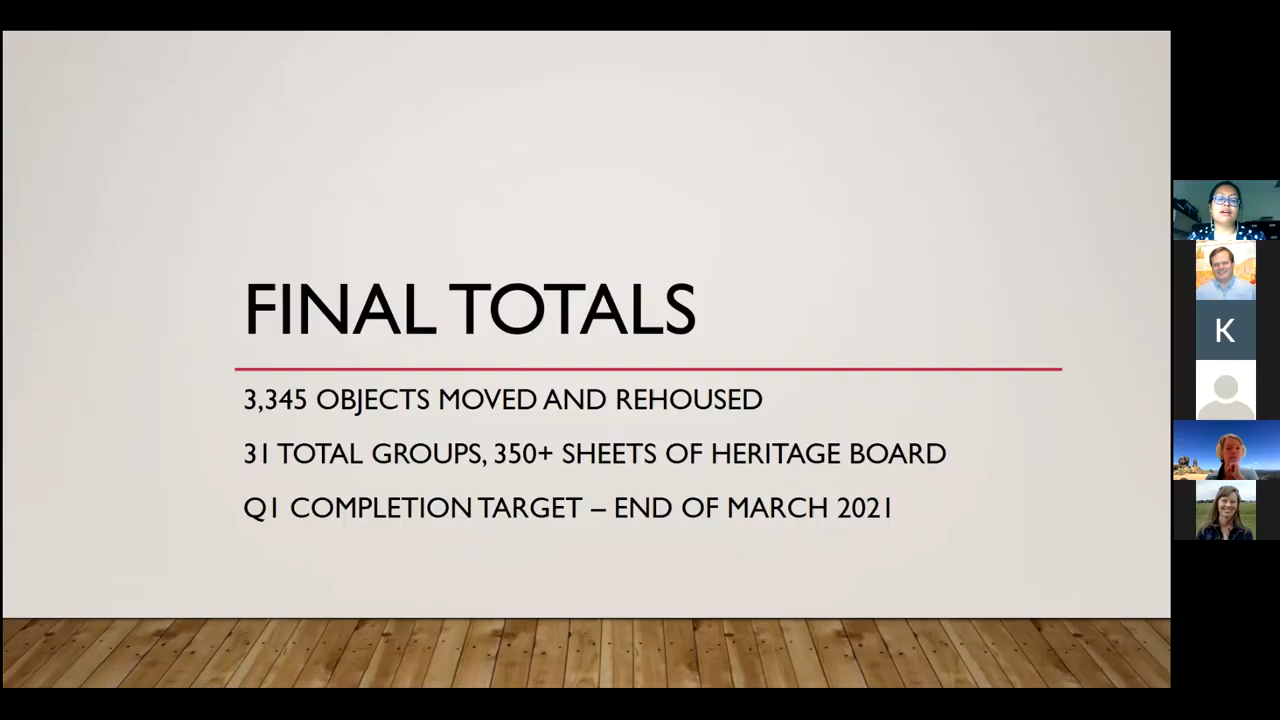 FINAL TOTALS
3,345 OBJECTS MOVED AND REHOUSED
31 TOTAL GROUPS, 350+ SHEETS OF HERITAGE BOARD
Q1 COMPLETION TARGET – END OF MARCH 2021
K